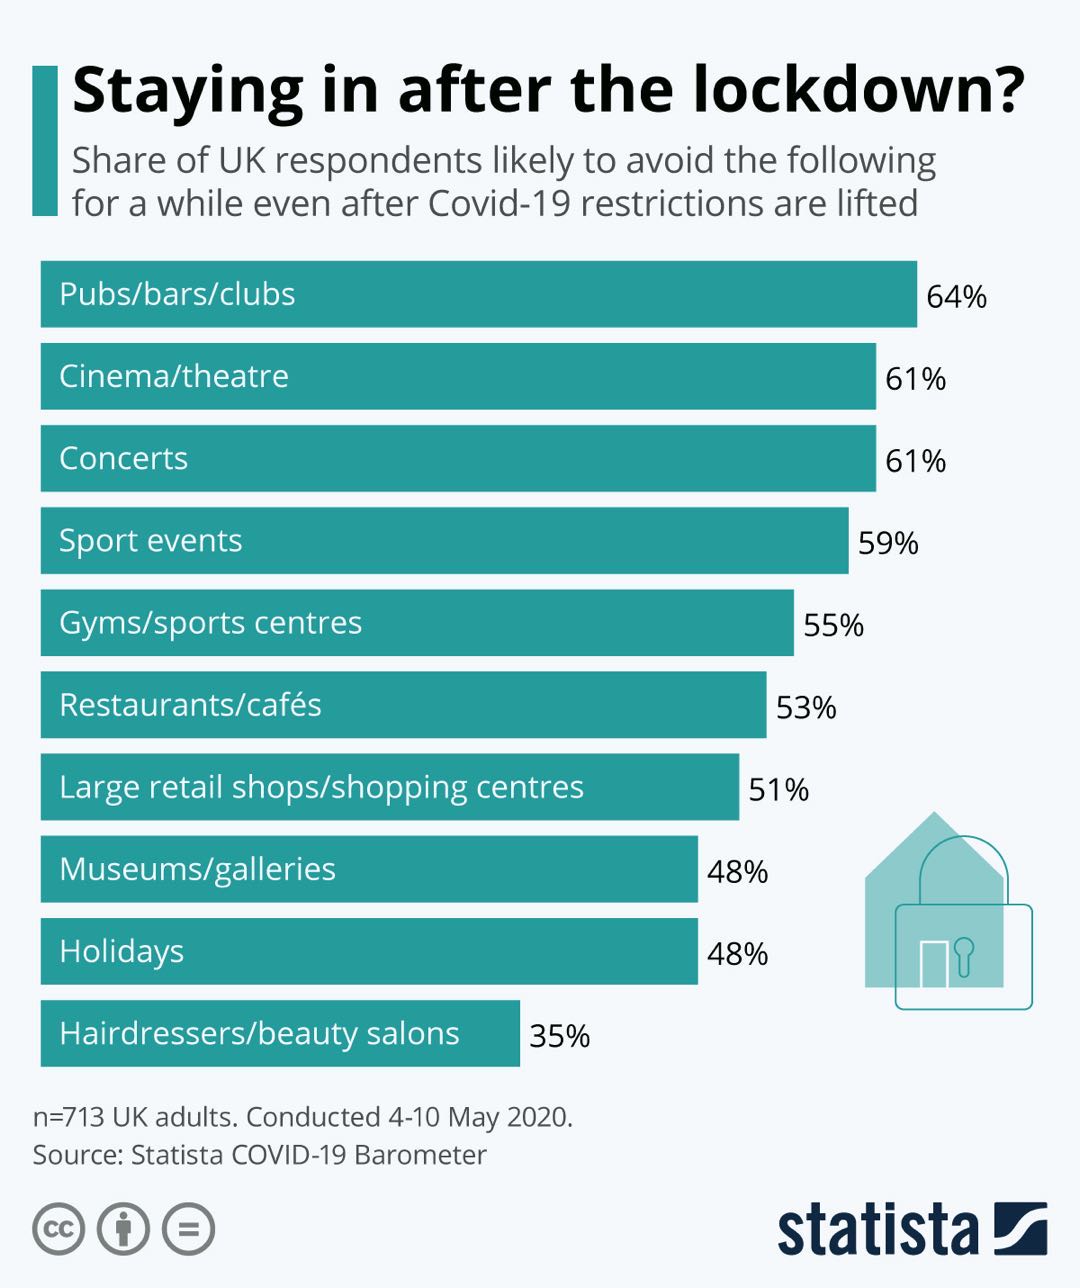 Staying in after the lockdown?
Share of UK respondents likely to avoid the following
for a while even after Covid-19 restrictions are lifted
Pubs/bars/clubs 64%
Cinema/theatre 61%
Concerts 61%
Sport events 59%
Gyms/sports centres 55%
Restaurants/cafés 53%
Large retail shops/shopping centres 51%
Museums/galleries 48%
Holidays 48%
Hairdressers/beauty salons 35%
n=713 UK adults. Conducted 4-10 May 2020.
Source: Statista COVID-19 Barometer
cc
statista